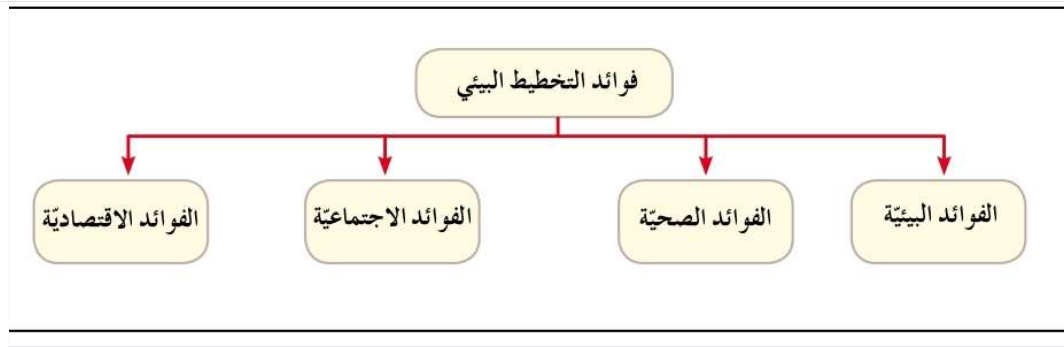 فوائد التخطيط البيئي
الفوائد البيئيّة
الفوائد الصحيّة
الفوائد الاجتماعيّة
الفوائد الاقتصاديّة